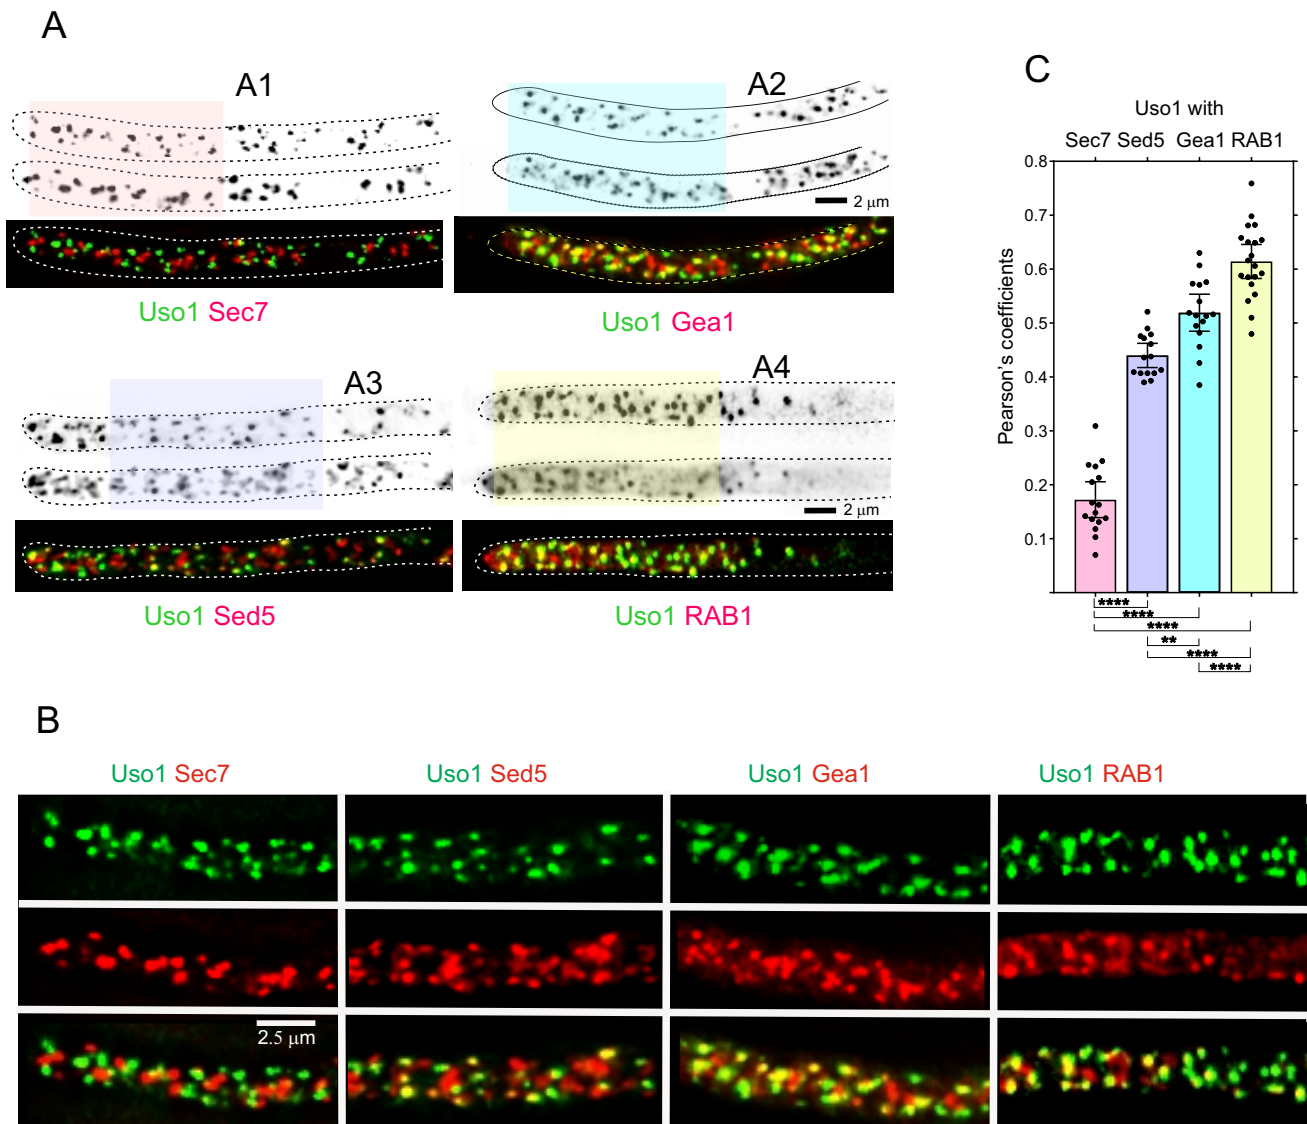 A
A1
A2
2 μm
Uso1 Sec7
Uso1 Gea1
A3
A4
2 μm
Uso1 Sed5
Uso1 RAB1
C
Uso1 with
Sec7 Sed5 Gea1 RAB1
Pearson's coefficients
0.8
0.7
0.6
0.5
0.4
0.3
0.2
0.1
****
****
****
**
****
****
B
Uso1 Sec7
Uso1 Sed5
Uso1 Gea1
Uso1 RAB1
2.5 μm